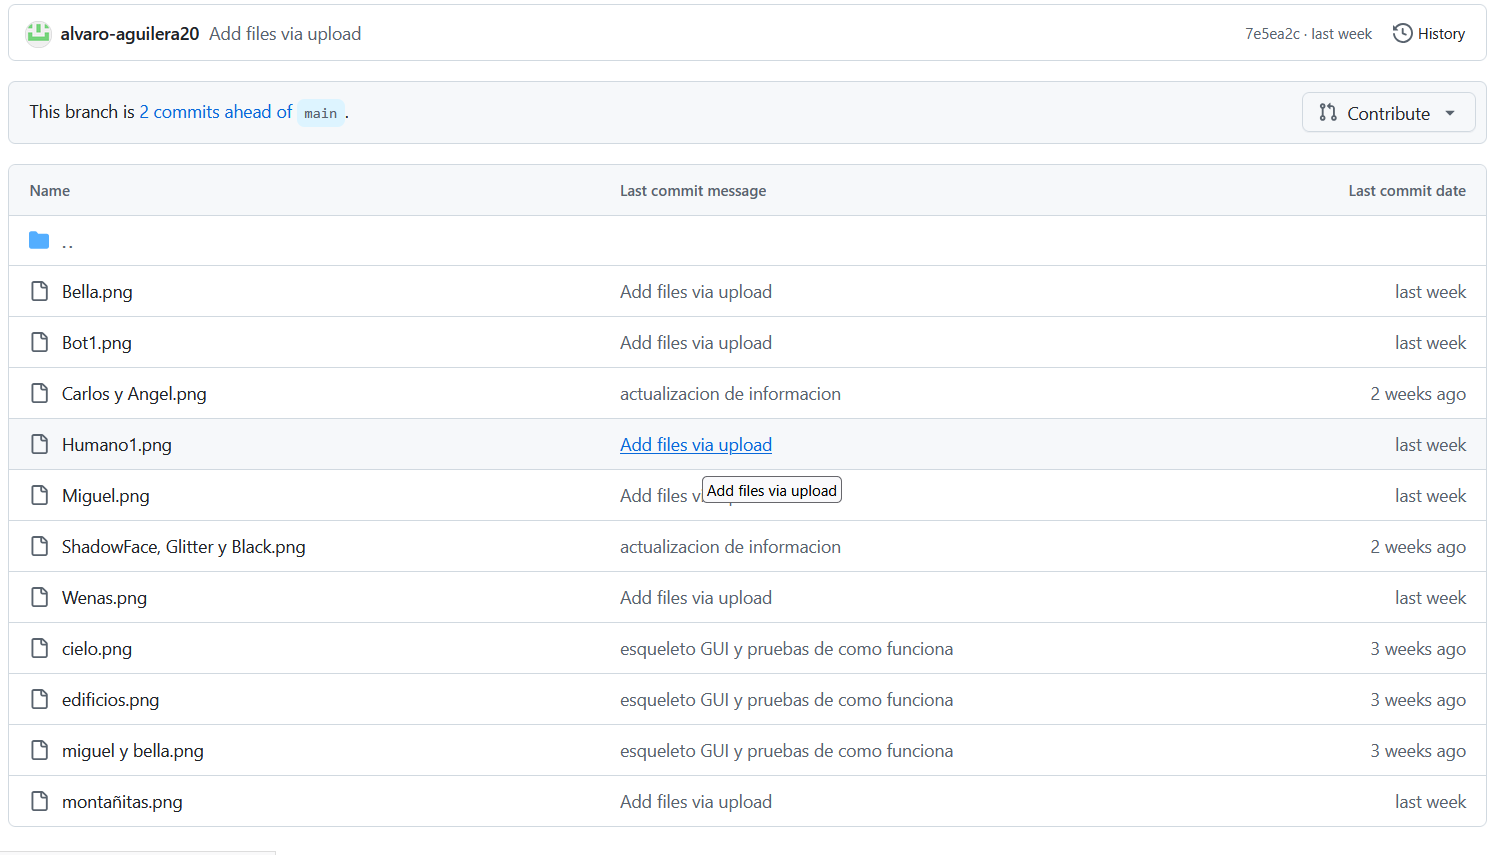 alvaro-aguilera20 Add files via upload 7e5ea2c · last week History
This branch is 2 commits ahead of main . Contribute
Name Last commit message Last commit date
..
Bella.png Add files via upload last week
Bot1.png Add files via upload last week
Carlos y Angel.png actualizacion de informacion 2 weeks ago
Humano1.png Add files via upload last week
Miguel.png Add files v last week
Add files via upload
ShadowFace, Glitter y Black.png actualizacion de informacion 2 weeks ago
Wenas.png Add files via upload last week
cielo.png esqueleto GUI y pruebas de como funciona 3 weeks ago
edificios.png esqueleto GUI y pruebas de como funciona 3 weeks ago
miguel y bella.png esqueleto GUI y pruebas de como funciona 3 weeks ago
montañitas.png Add files via upload last week